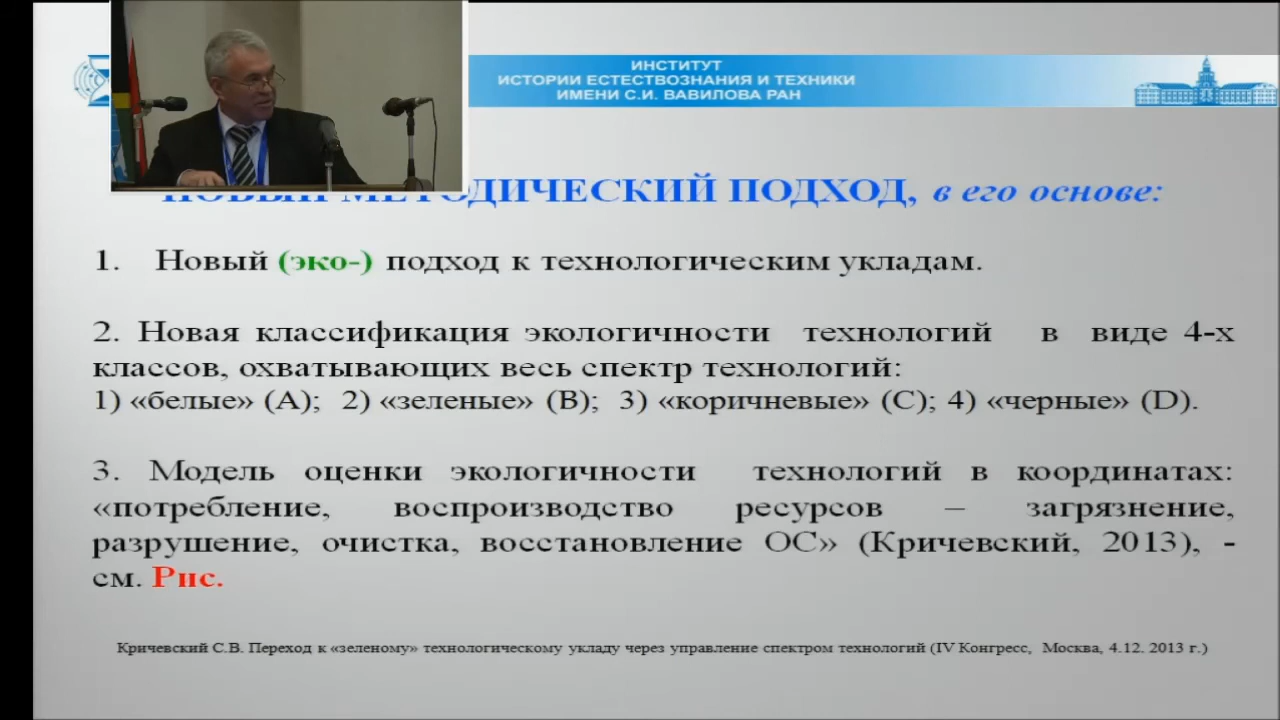 ИНСТИТУТ
ИСТОРИИ ЕСТЕСТВОЗНАНИЯ И ТЕХНИКИ
ИМЕНИ С.И. ВАВИЛОВА РАН
НОВЫЙ МЕТОДИЧЕСКИЙ ПОДХОД, в его основе:
1. Новый (эко-) подход к технологическим укладам.
2. Новая классификация экологичности технологий в виде 4-х
классов, охватывающих весь спектр технологий:
1) «белые» (A); 2) «зеленые» (B); 3) «коричневые» (C); 4) «черные» (D).
3. Модель оценки экологичности технологий в координатах:
«потребление, воспроизводство ресурсов – загрязнение,
разрушение, очистка, восстановление ОС» (Кричевский, 2013), -
см. Рис.
Кричевский С.В. Переход к «зеленому» технологическому укладу через управление спектром технологий (IV Конгресс, Москва, 4.12. 2013 г.)